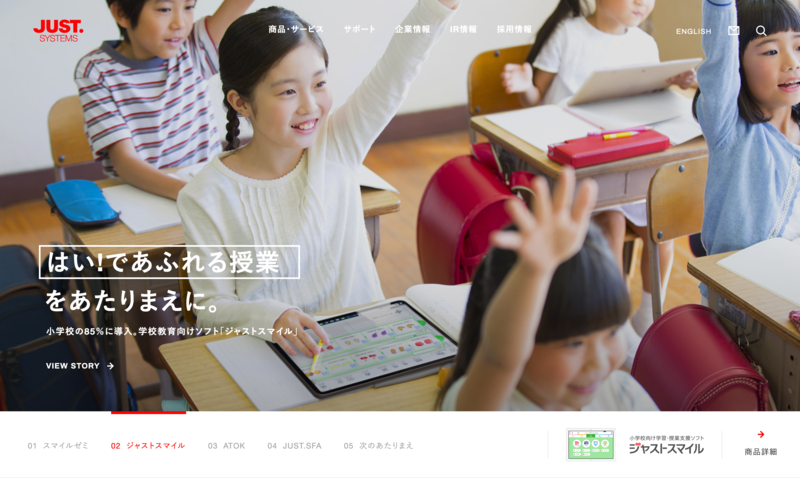 JUST.
SYSTEMS
商品・サービス
サポート
企業情報
IR情報
採用情報
ENGLISH
はい!であふれる授業
をあたりまえに。
小学校の85%に導入。学校教育向けソフト「ジャストスマイル」
VIEW STORY
01 スマイルゼミ
02 ジャストスマイル
03 ATOK
04 JUST.SFA
05 次のあたりまえ
小学校向け学習・授業支援ソフト
ジャストスマイル
商品詳細